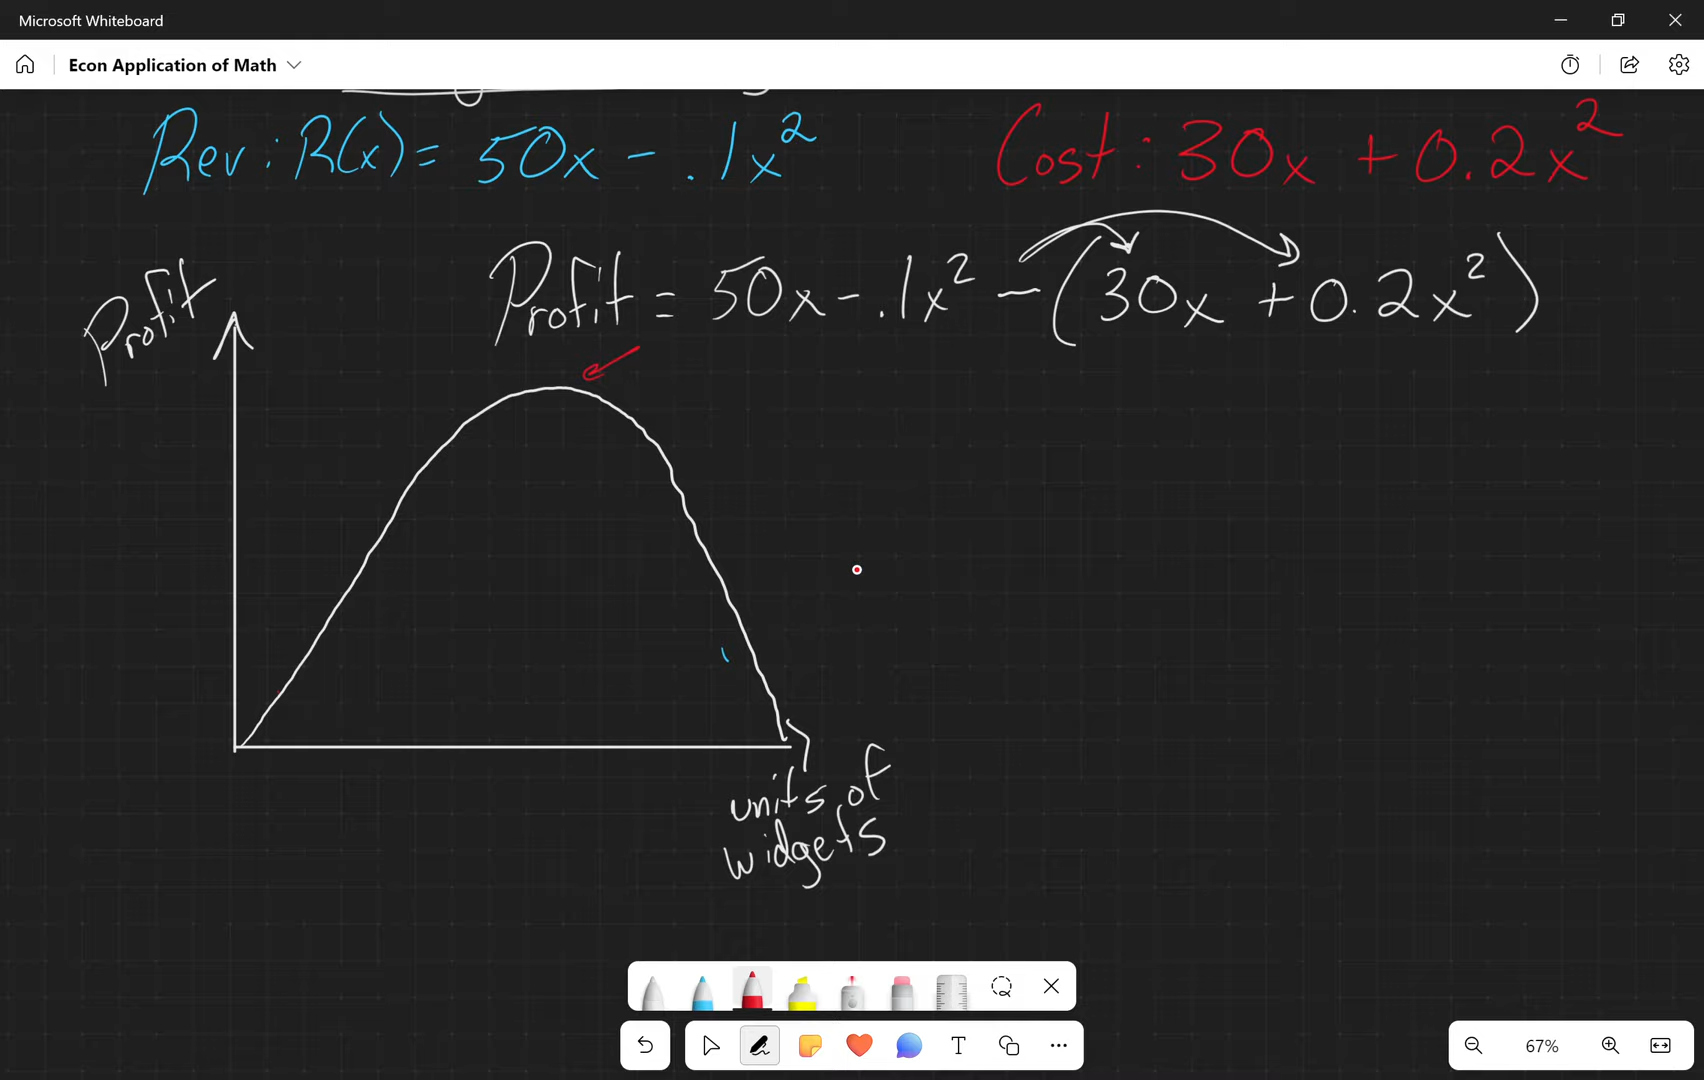 Microsoft Whiteboard
Econ Application of Math
Rev: R(x) = 50x - .1x²
Cost: 30x + 0.2x²
Profit = 50x - .1x² - (30x + 0.2x²)
Profit
units of
widgets
T
67%